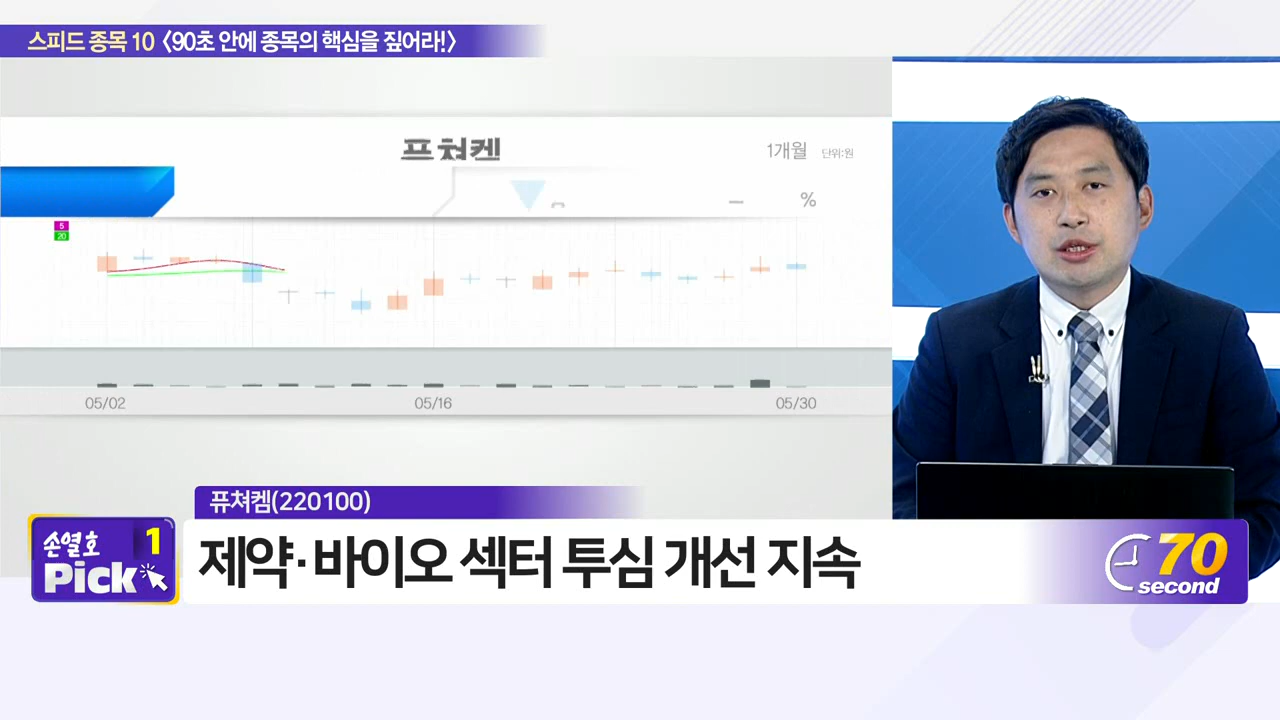 스피드 종목 10 〈90초 안에 종목의 핵심을 짚어라!〉
1개월 단위:원
%
5
20
05/02 05/16 05/30
퓨쳐켐(220100)
손열호 1
Pick
제약·바이오 섹터 투심 개선 지속
70
second